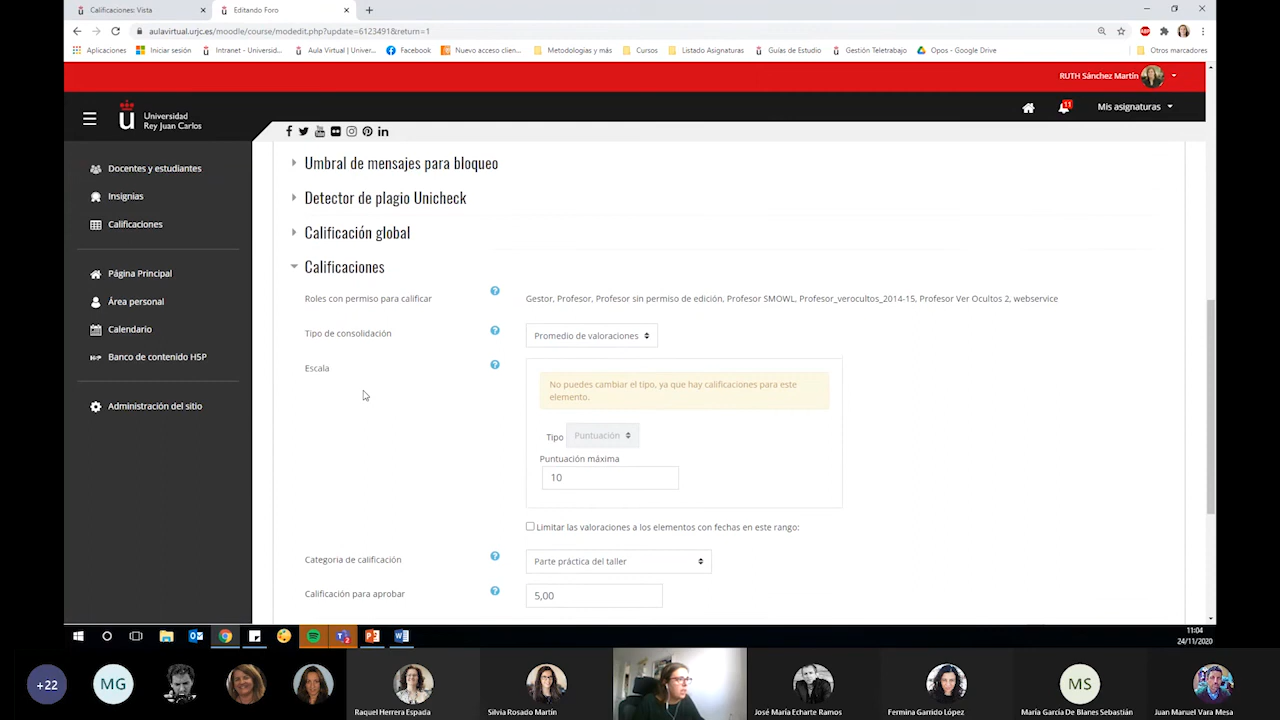 Calificaciones: Vista
Editando Foro
aulavirtual.urjc.es/moodle/course/modedit.php?update=6123491&return=1
Aplicaciones
Iniciar sesión
Intranet - Universid...
Aula Virtual | Univer...
Facebook
Nuevo acceso clien...
Metodologias y más
Cursos
Listado Asignaturas
Guías de Estudio
Gestión Teletrabajo
Opos - Google Drive
Otros marcadores
RUTH Sánchez Martín
Universidad
Rey Juan Carlos
11
Mis asignaturas
Docentes y estudiantes
Insignias
Calificaciones
Página Principal
Área personal
Calendario
Banco de contenido H5P
Administración del sitio
Umbral de mensajes para bloqueo
Detector de plagio Unicheck
Calificación global
Calificaciones
Roles con permiso para calificar
Gestor, Profesor, Profesor sin permiso de edición, Profesor SMOWL, Profesor_verocultos_2014-15, Profesor Ver Ocultos 2, webservice
Tipo de consolidación
Promedio de valoraciones
Escala
No puedes cambiar el tipo, ya que hay calificaciones para este
elemento.
Tipo
Puntuación
Puntuación máxima
10
Limitar las valoraciones a los elementos con fechas en este rango:
Categoria de calificación
Parte práctica del taller
Calificación para aprobar
5,00
11:04
24/11/2020
+22
MG
Raquel Herrera Espada
Silvia Rosado Martín
José María Echarte Ramos
Fermina Garrido López
MS
María García De Blanes Sebastián
Juan Manuel Vara Mesa